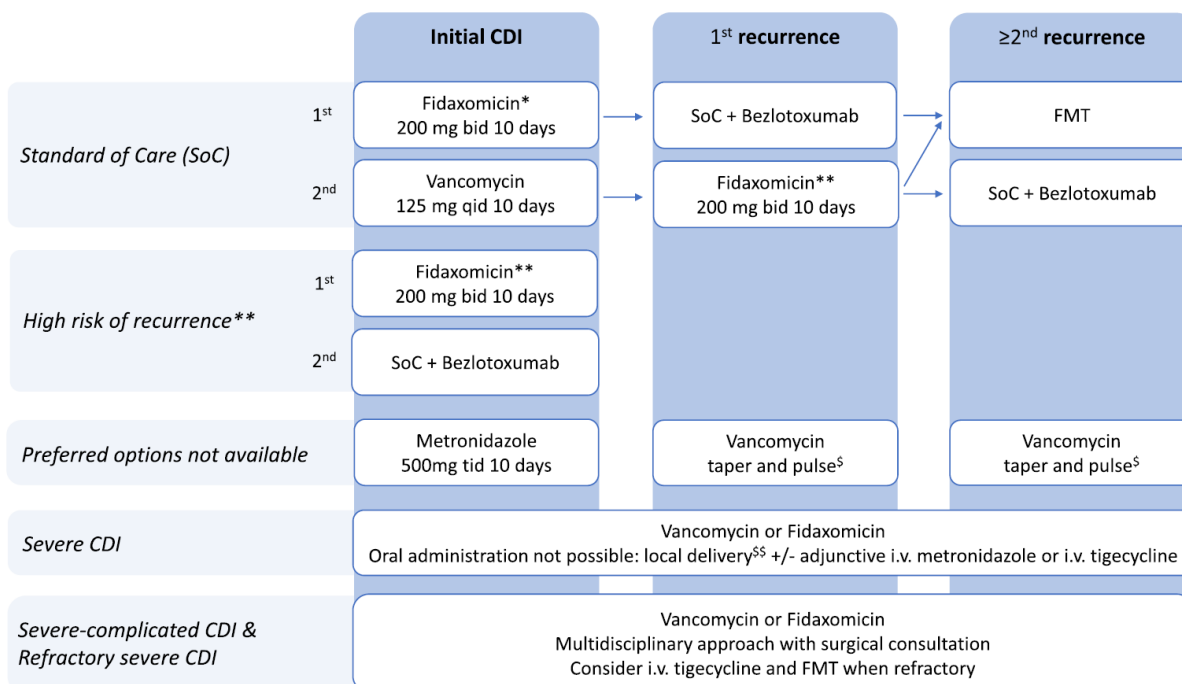 Initial CDI
1st recurrence
≥2nd recurrence
Standard of Care (SoC)
1st
Fidaxomicin*
200 mg bid 10 days
SoC + Bezlotoxumab
FMT
2nd
Vancomycin
125 mg qid 10 days
Fidaxomicin**
200 mg bid 10 days
SoC + Bezlotoxumab
High risk of recurrence**
1st
Fidaxomicin**
200 mg bid 10 days
2nd
SoC + Bezlotoxumab
Preferred options not available
Metronidazole
500mg tid 10 days
Vancomycin
taper and pulse$
Vancomycin
taper and pulse$
Severe CDI
Vancomycin or Fidaxomicin
Oral administration not possible: local delivery$$ +/- adjunctive i.v. metronidazole or i.v. tigecycline
Severe-complicated CDI &
Refractory severe CDI
Vancomycin or Fidaxomicin
Multidisciplinary approach with surgical consultation
Consider i.v. tigecycline and FMT when refractory